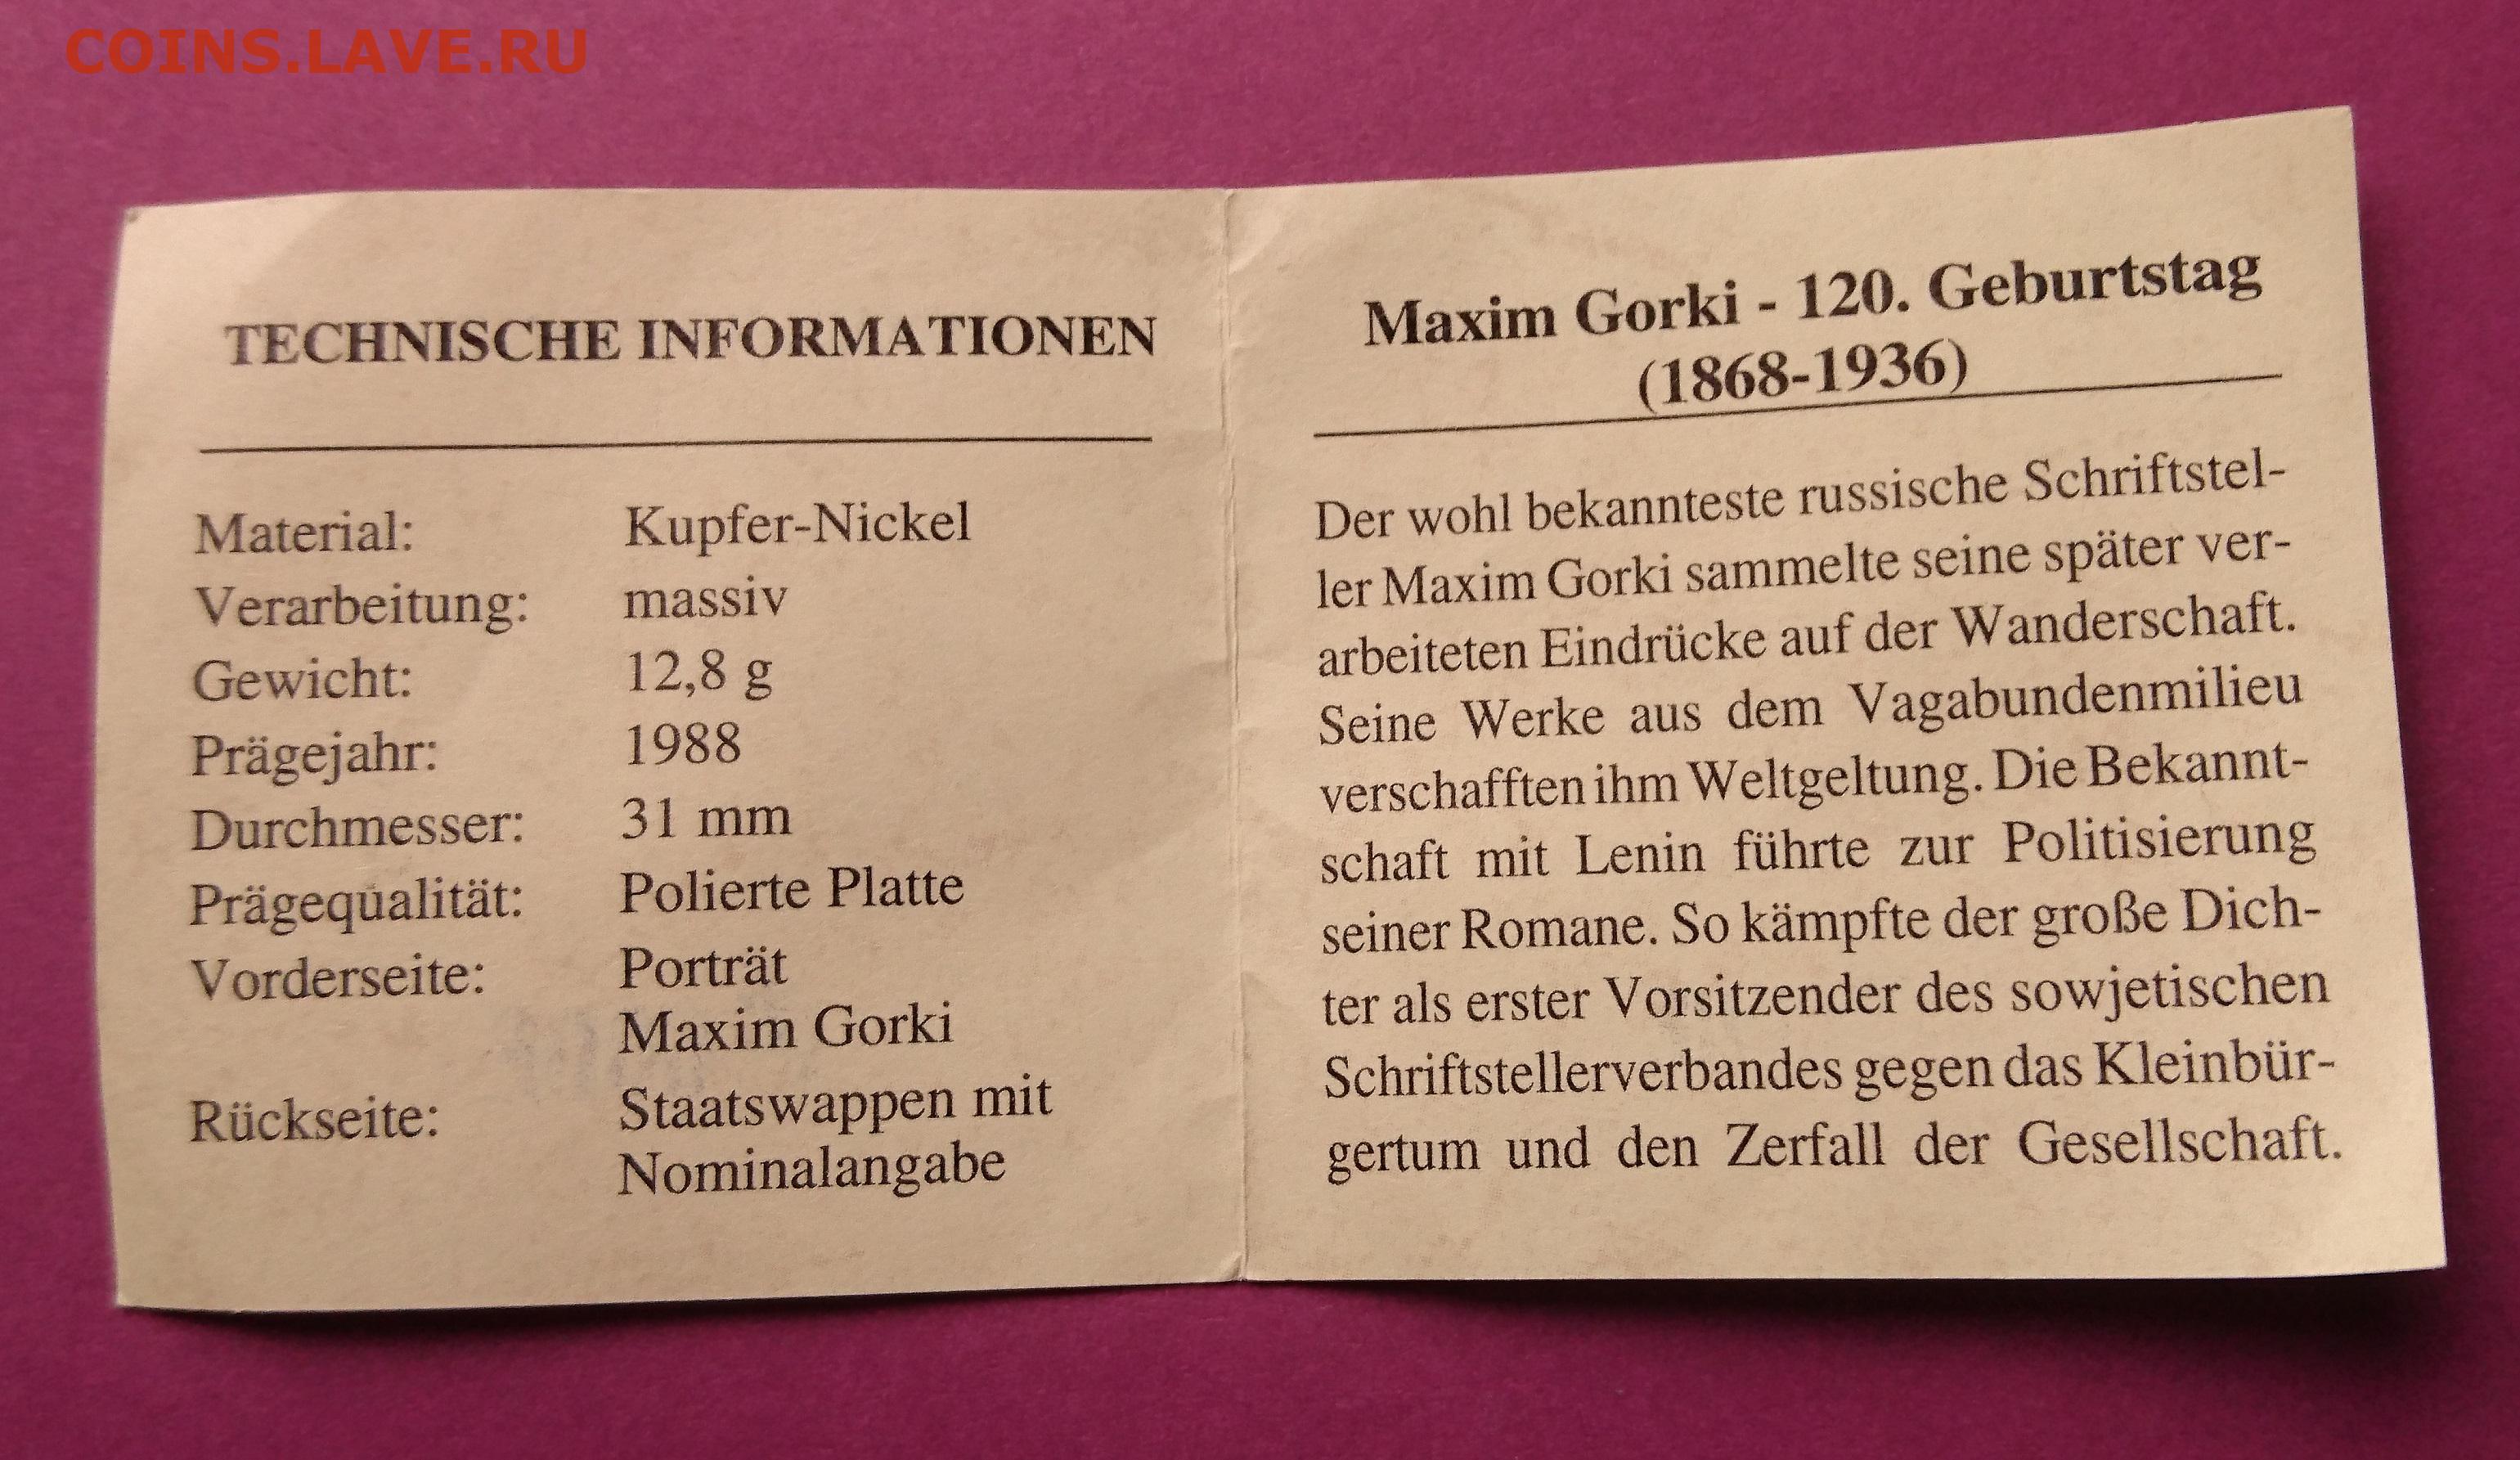 COINS.LAVE.RU
TECHNISCHE INFORMATIONEN
Material: Kupfer-Nickel
Verarbeitung: massiv
Gewicht: 12,8 g
Prägejahr: 1988
Durchmesser: 31 mm
Prägequalität: Polierte Platte
Vorderseite: Porträt
Maxim Gorki
Rückseite: Staatswappen mit
Nominalangabe
Maxim Gorki - 120. Geburtstag
(1868-1936)
Der wohl bekannteste russische Schriftstel-
ler Maxim Gorki sammelte seine später ver-
arbeiteten Eindrücke auf der Wanderschaft.
Seine Werke aus dem Vagabundenmilieu
verschafften ihm Weltgeltung. Die Bekannt-
schaft mit Lenin führte zur Politisierung
seiner Romane. So kämpfte der große Dich-
ter als erster Vorsitzender des sowjetischen
Schriftstellerverbandes gegen das Kleinbür-
gertum und den Zerfall der Gesellschaft.